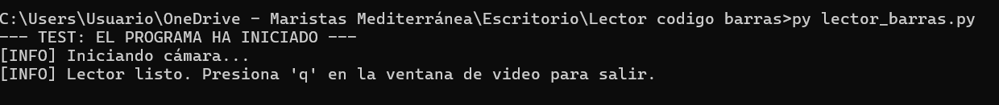 C:\Users\Usuario\OneDrive - Maristas Mediterránea\Escritorio\Lector codigo barras>py lector_barras.py
--- TEST: EL PROGRAMA HA INICIADO ---
[INFO] Iniciando cámara...
[INFO] Lector listo. Presiona 'q' en la ventana de video para salir.